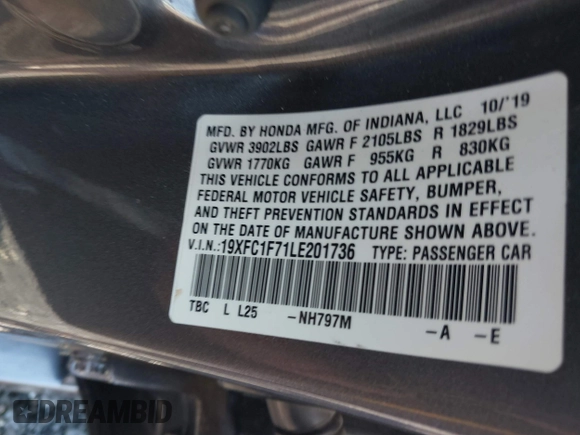 MFD. BY HONDA MFG. OF INDIANA, LLC 10/'19
GVWR 3902LBS GAWR F 2105LBS R 1829LBS
GVWR 1770KG GAWR F 955KG R 830KG
THIS VEHICLE CONFORMS TO ALL APPLICABLE
FEDERAL MOTOR VEHICLE SAFETY, BUMPER,
AND THEFT PREVENTION STANDARDS IN EFFECT
ON THE DATE OF MANUFACTURE SHOWN ABOVE.
V.I.N.:19XFC1F71LE201736 TYPE: PASSENGER CAR
TBC L L25 -NH797M -A -E
DREAMBID